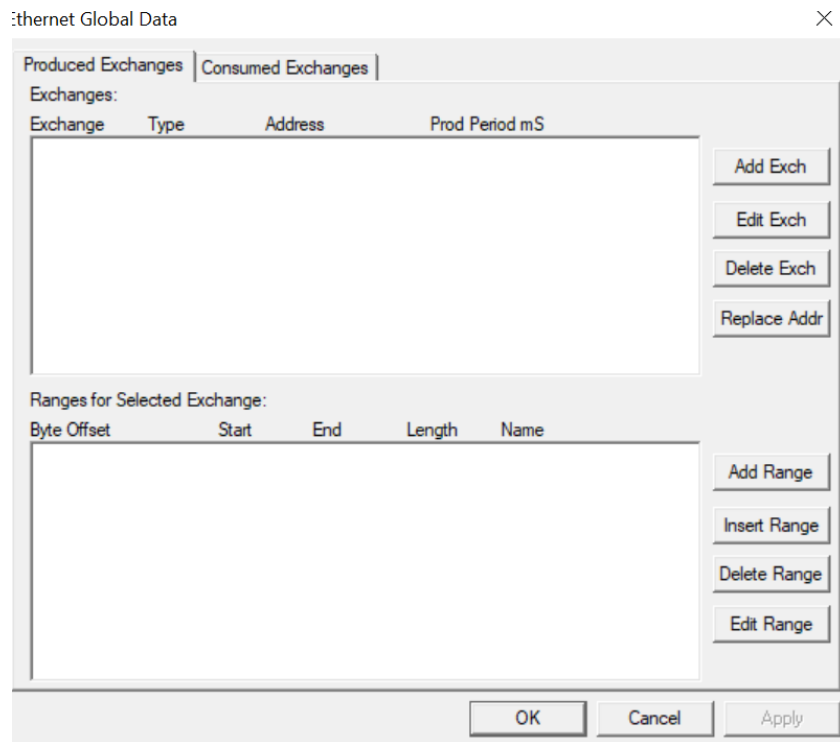 Ethernet Global Data
Produced Exchanges
Consumed Exchanges
Exchanges:
Exchange Type Address Prod Period mS
Add Exch
Edit Exch
Delete Exch
Replace Addr
Ranges for Selected Exchange:
Byte Offset Start End Length Name
Add Range
Insert Range
Delete Range
Edit Range
OK Cancel Apply